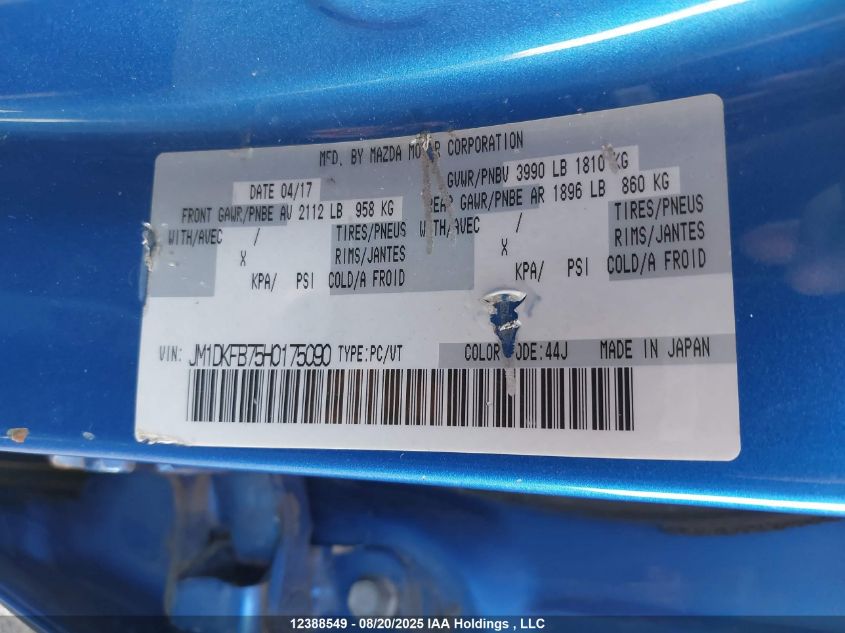 MFD. BY MAZDA MOTOR CORPORATION
DATE 04/17
GVWR/PNBV 3990 LB 1810 KG
FRONT GAWR/PNBE AV 2112 LB 958 KG
REAR GAWR/PNBE AR 1896 LB 860 KG
WITH/AVEC / TIRES/PNEUS
X RIMS/JANTES
KPA/ PSI COLD/A FROID
WITH/AVEC / TIRES/PNEUS
X RIMS/JANTES
KPA/ PSI COLD/A FROID
VIN: JM1DKFB75H0175090 TYPE:PC/VT COLOR CODE:44J MADE IN JAPAN
12388549 - 08/20/2025 IAA Holdings , LLC